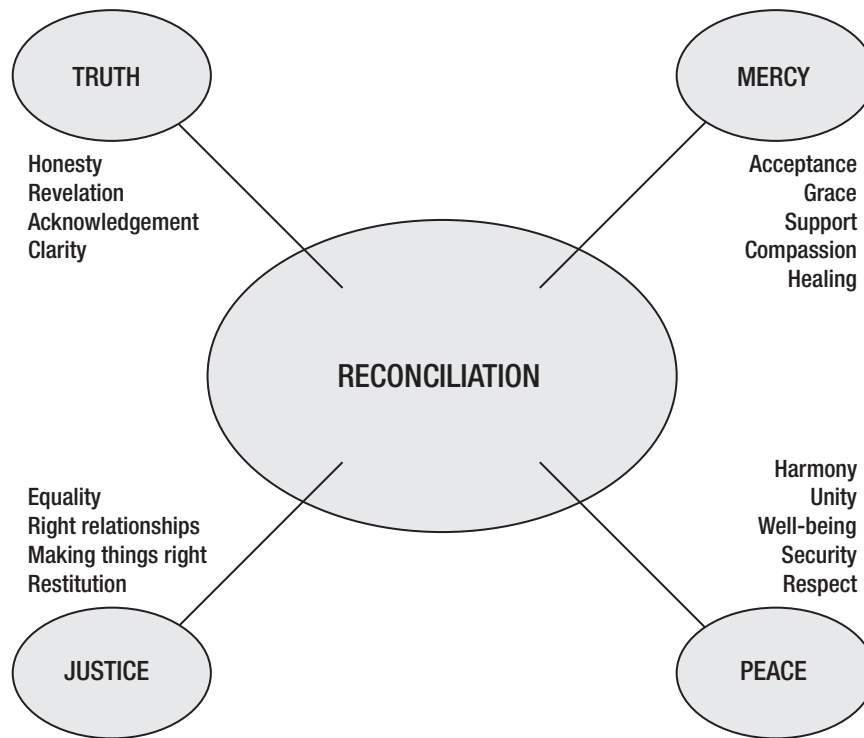 TRUTH
Honesty
Revelation
Acknowledgement
Clarity
MERCY
Acceptance
Grace
Support
Compassion
Healing
RECONCILIATION
Equality
Right relationships
Making things right
Restitution
JUSTICE
Harmony
Unity
Well-being
Security
Respect
PEACE